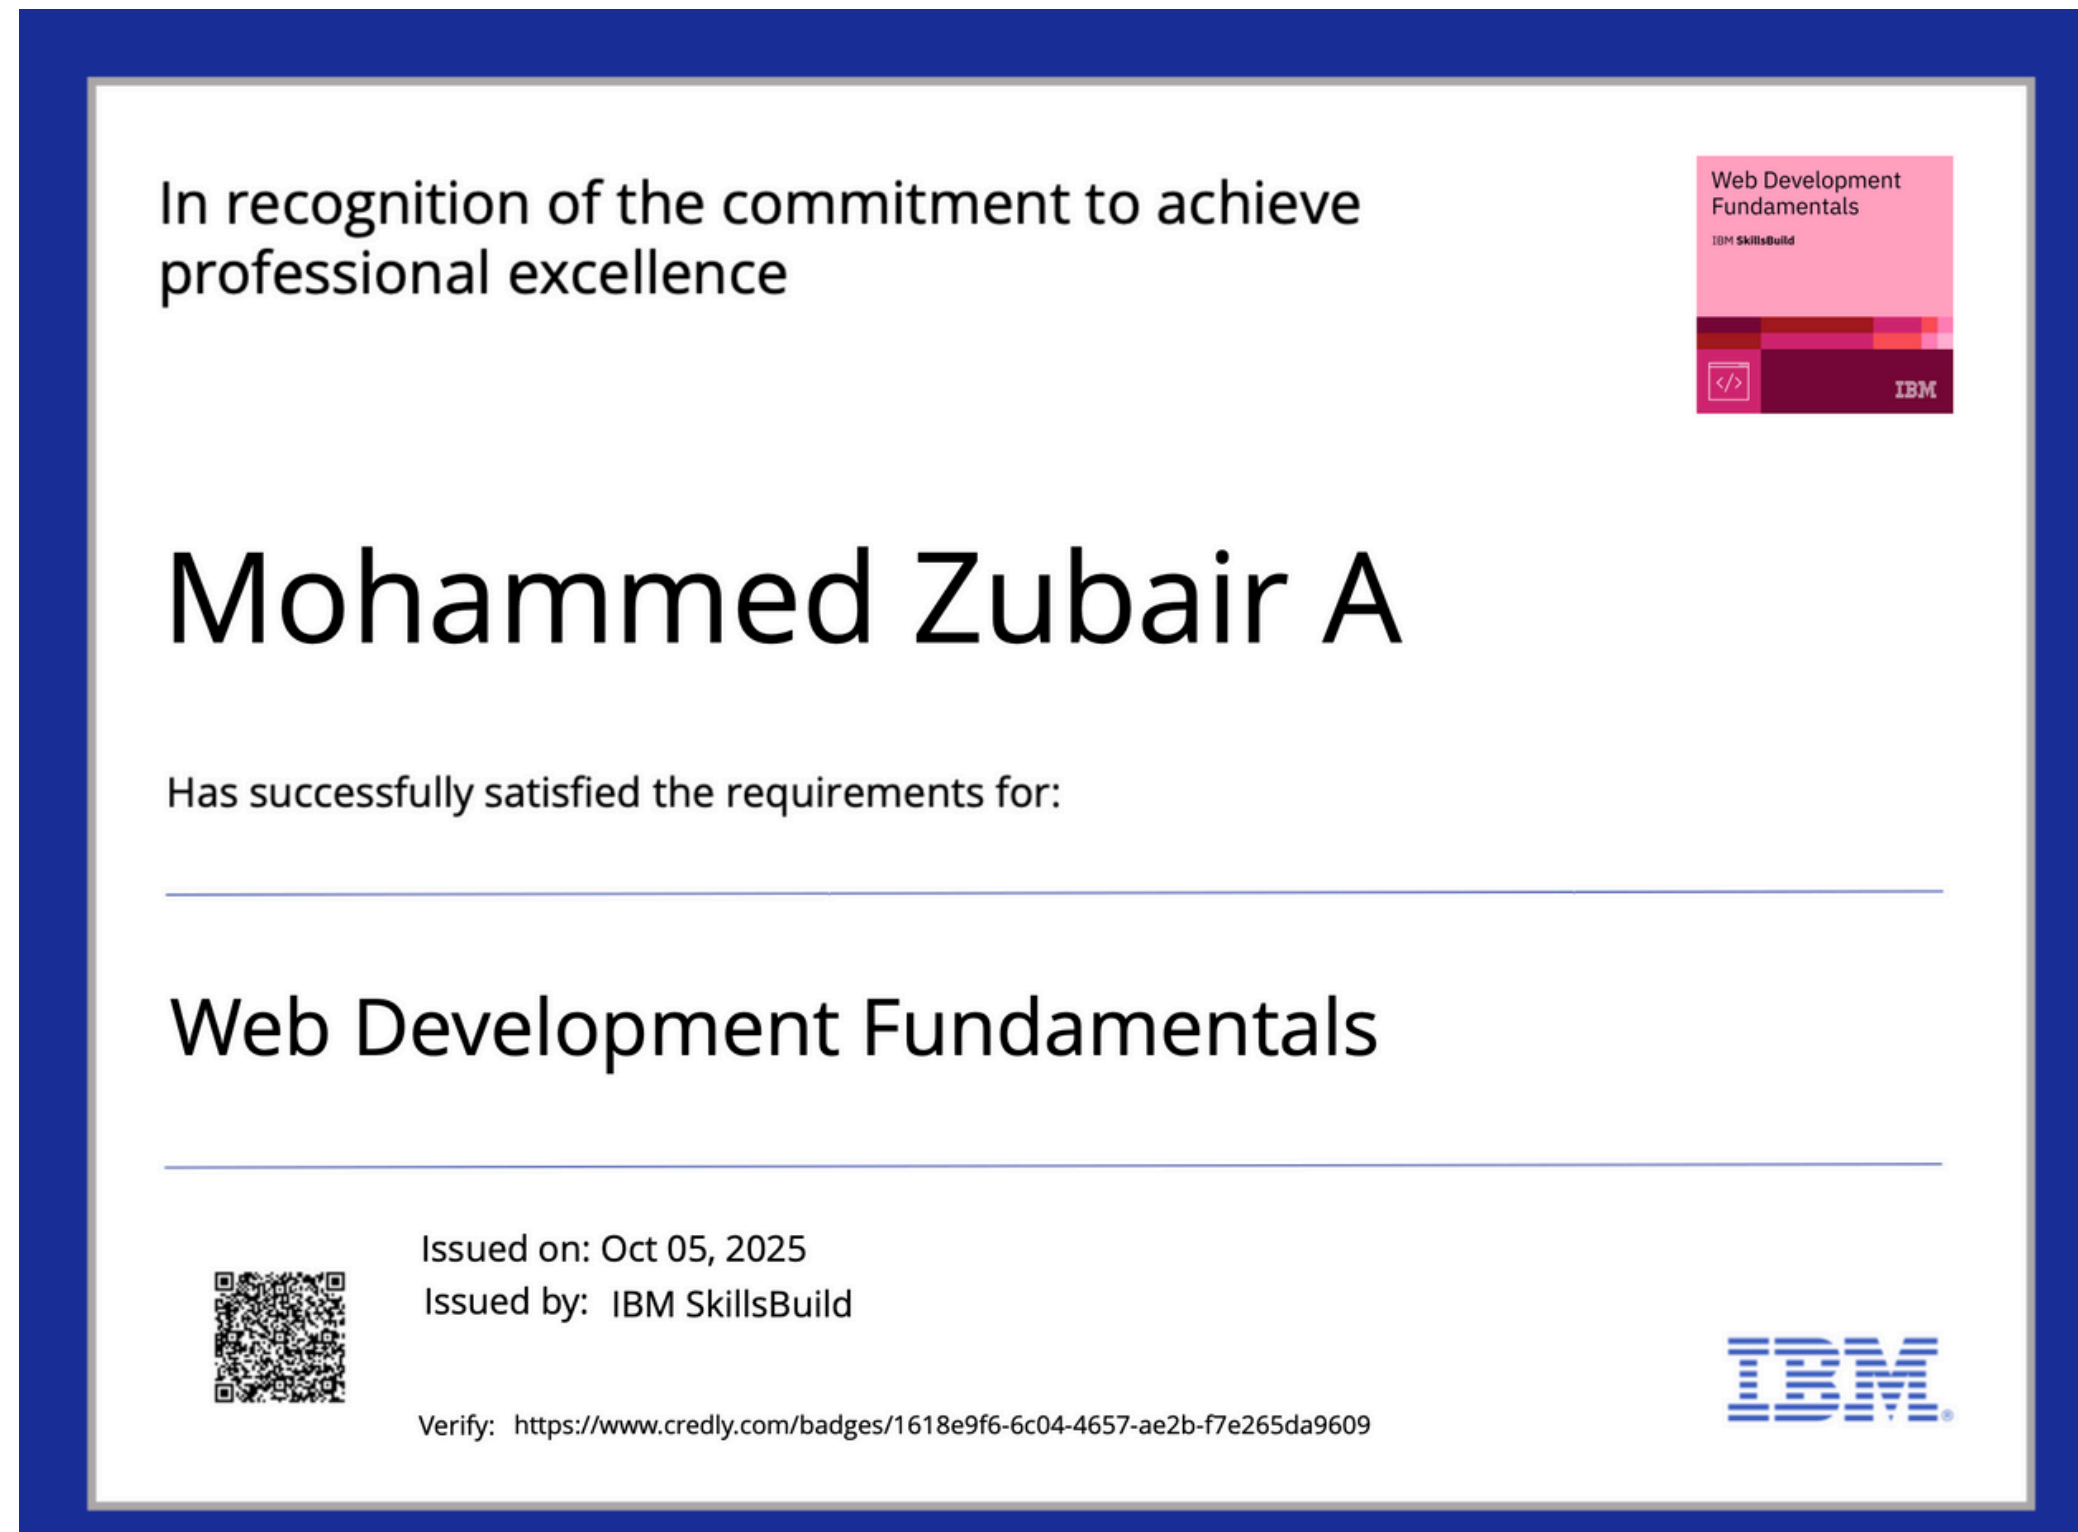 In recognition of the commitment to achieve
professional excellence
Web Development
Fundamentals
IBM SkillsBuild
</>
IBM
Mohammed Zubair A
Has successfully satisfied the requirements for:
Web Development Fundamentals
Issued on: Oct 05, 2025
Issued by: IBM SkillsBuild
Verify: https://www.credly.com/badges/1618e9f6-6c04-4657-ae2b-f7e265da9609
IBM®